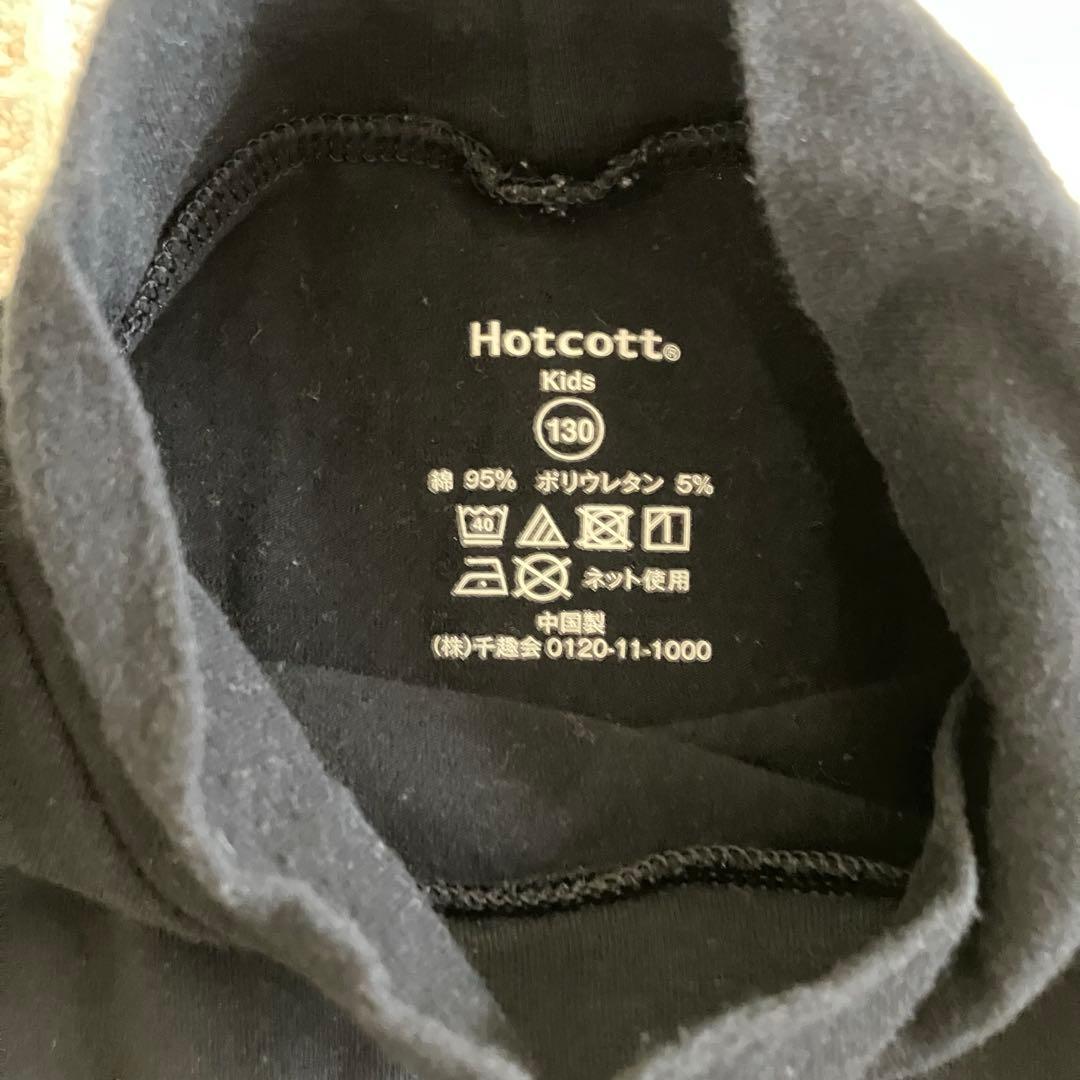 Hotcott®
Kids
130
綿 95% ポリウレタン 5%
40
ネット使用
中国製
(株)千趣会 0120-11-1000